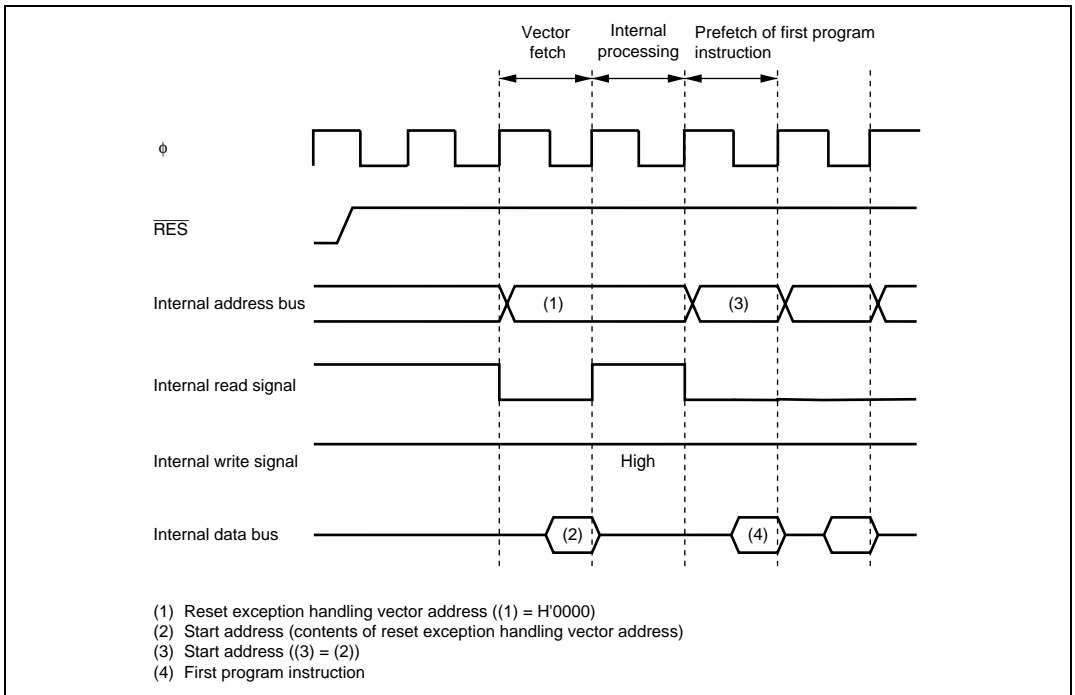 Vector
fetch
Internal
processing
Prefetch of first program
instruction
ϕ
RES
Internal address bus
(1)
(3)
Internal read signal
Internal write signal
High
Internal data bus
(2)
(4)
(1) Reset exception handling vector address ((1) = H'0000)
(2) Start address (contents of reset exception handling vector address)
(3) Start address ((3) = (2))
(4) First program instruction